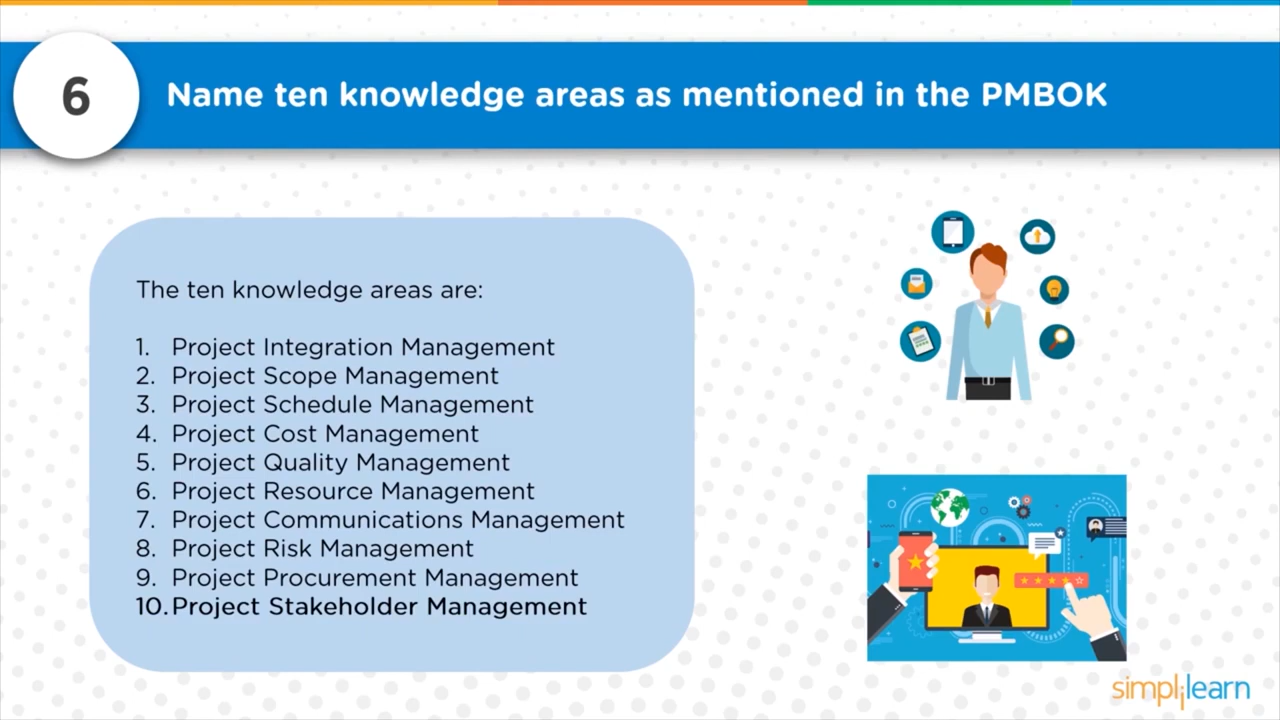 6
Name ten knowledge areas as mentioned in the PMBOK
The ten knowledge areas are:
1. Project Integration Management
2. Project Scope Management
3. Project Schedule Management
4. Project Cost Management
5. Project Quality Management
6. Project Resource Management
7. Project Communications Management
8. Project Risk Management
9. Project Procurement Management
10. Project Stakeholder Management
simplilearn